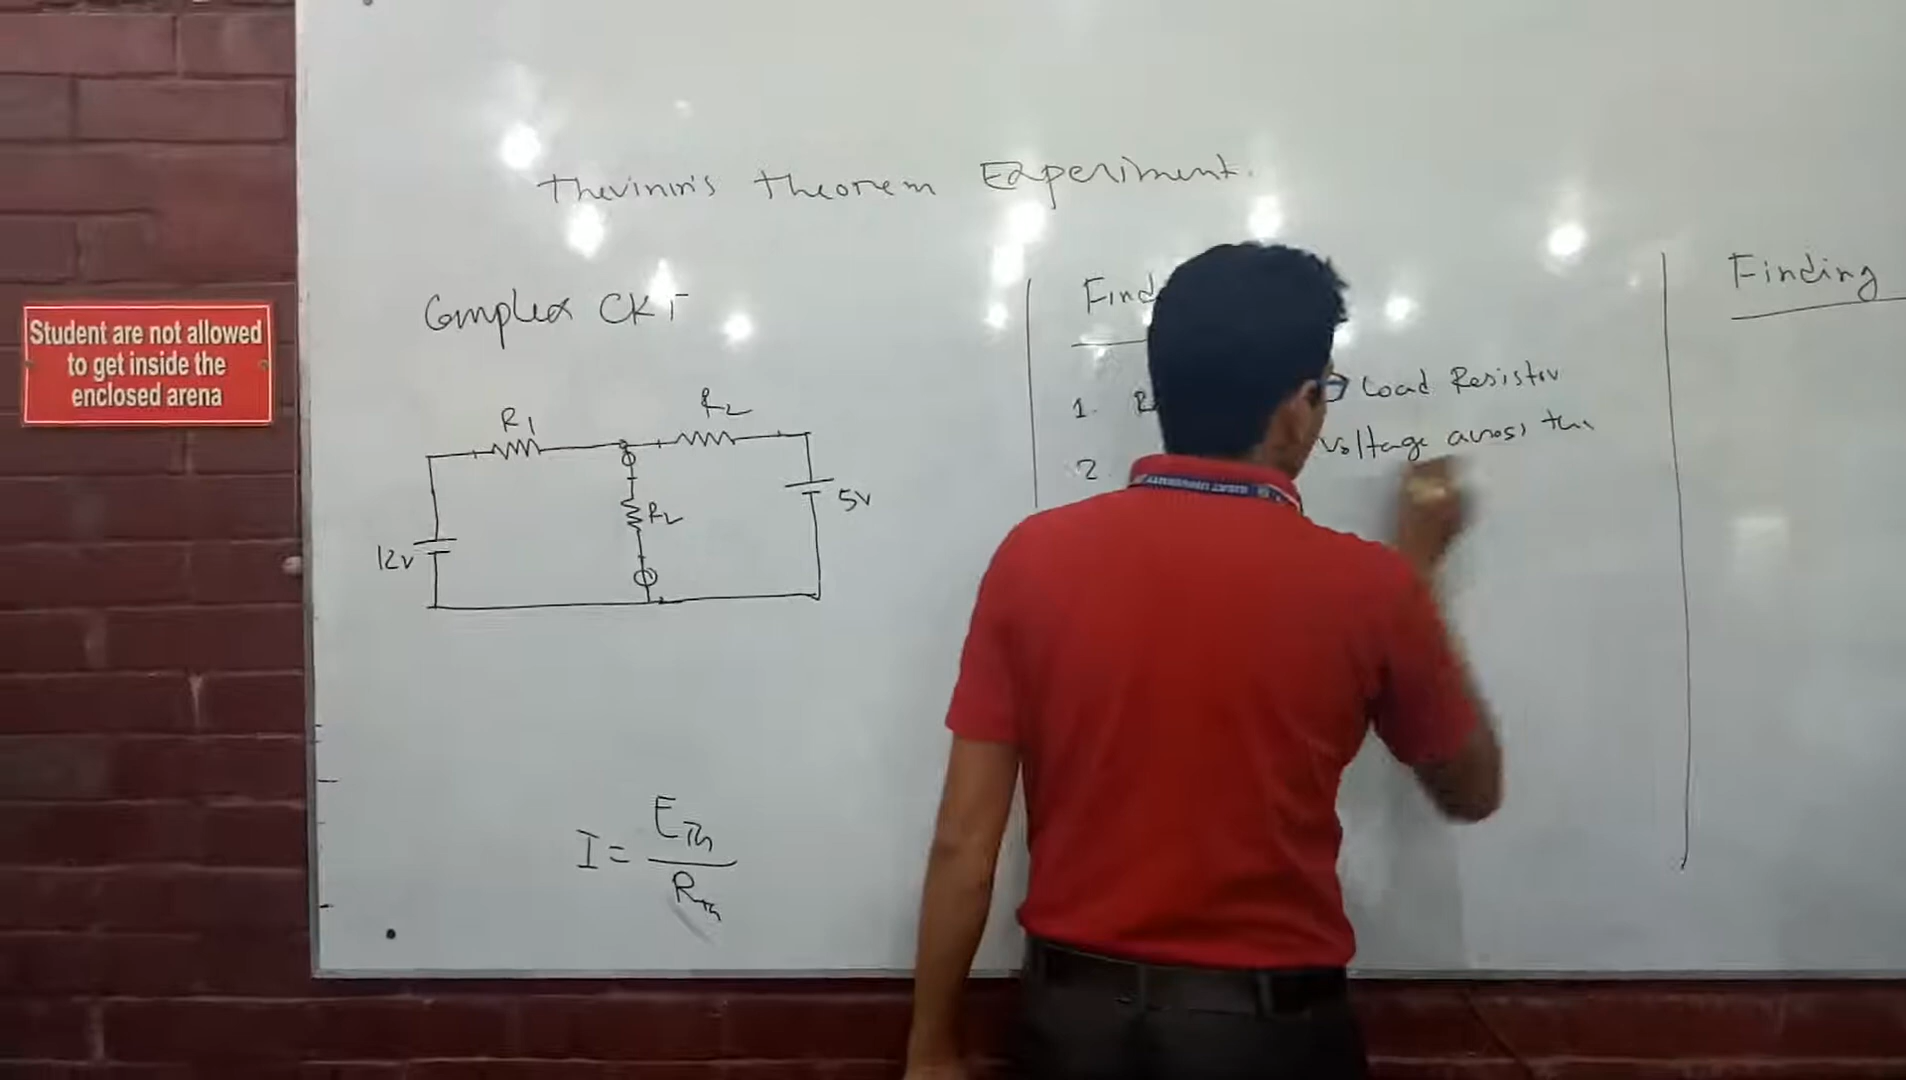 Thevinin's theorem Experiment.
Student are not allowed
to get inside the
enclosed arena
Complex CKT
R1
R2
RL
12v
5v
I = ETh
RTh
Find
1. R Load Resistor
2. voltage across the
Finding